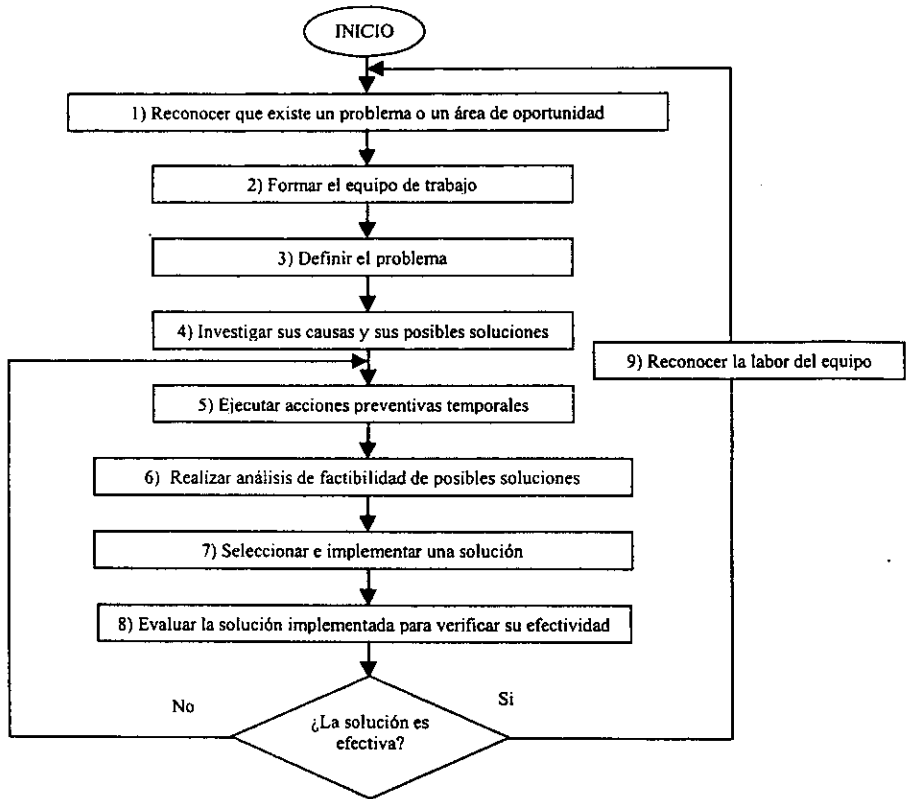 INICIO
1) Reconocer que existe un problema o un área de oportunidad
2) Formar el equipo de trabajo
3) Definir el problema
4) Investigar sus causas y sus posibles soluciones
9) Reconocer la labor del equipo
5) Ejecutar acciones preventivas temporales
6) Realizar análisis de factibilidad de posibles soluciones
7) Seleccionar e implementar una solución
8) Evaluar la solución implementada para verificar su efectividad
No
Si
¿La solución es
efectiva?